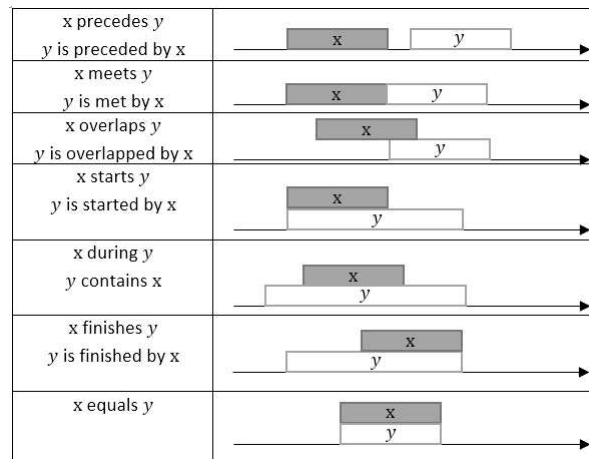 x precedes y
y is preceded by x
x y
x meets y
y is met by x
x y
x overlaps y
y is overlapped by x
x
y
x starts y
y is started by x
x
y
x during y
y contains x
x
y
x finishes y
y is finished by x
x
y
x equals y
x
y